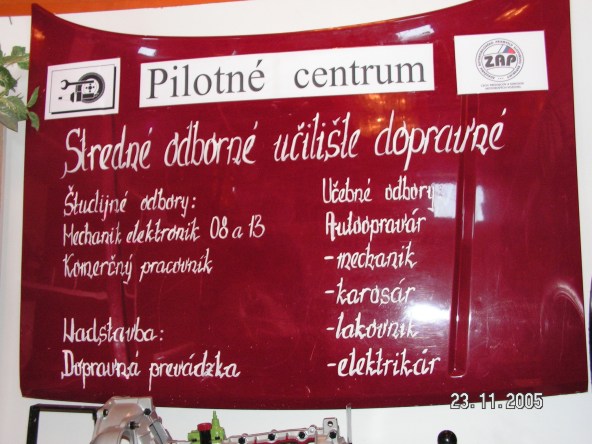 Pilotné centrum
ZAP
Stredné odborné učilište dopravné
Študijné odbory:
Mechanik elektronik 08 a 13
Komerčný pracovník
Nadstavba:
Dopravná prevádzka
Učebné odbory
Autoopravár
-mechanik
-karosár
-lakovník
-elektrikár
23.11.2005